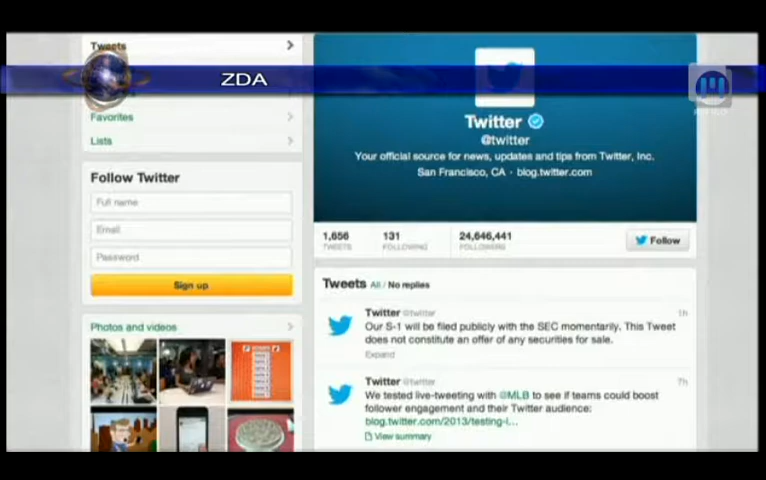 Tweets
ZDA
Favorites
Lists
Follow Twitter
Full name
Email
Password
Sign up
Photos and videos
Twitter
@twitter
Your official source for news, updates and tips from Twitter, Inc.
San Francisco, CA · blog.twitter.com
1,656
TWEETS
131
FOLLOWING
24,646,441
FOLLOWERS
Follow
Tweets All / No replies
Twitter @twitter 1h
Our S-1 will be filed publicly with the SEC momentarily. This Tweet
does not constitute an offer of any securities for sale.
Expand
Twitter @twitter 7h
We tested live-tweeting with @MLB to see if teams could boost
follower engagement and their Twitter audience:
blog.twitter.com/2013/testing-l...
View summary